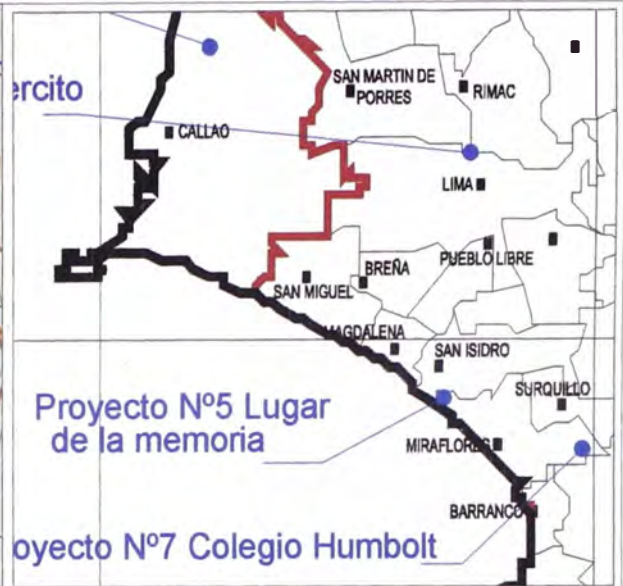 SAN MARTIN DE
PORRES
RIMAC
ercito
CALLAO
LIMA
PUEBLO LIBRE
BREÑA
SAN MIGUEL
MAGDALENA
SAN ISIDRO
SURQUILLO
Proyecto Nº5 Lugar
de la memoria
MIRAFLORES
BARRANCO
oyecto Nº7 Colegio Humbolt